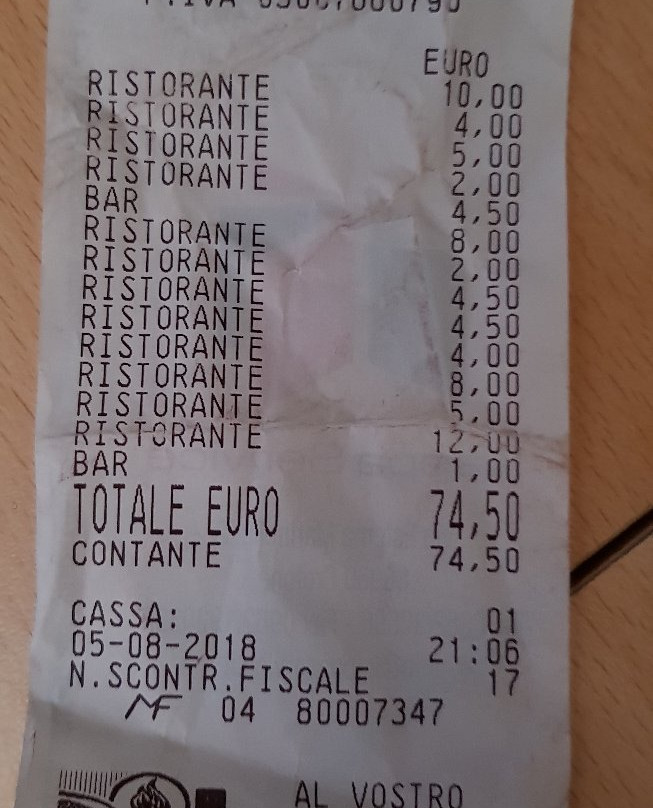 EURO
RISTORANTE 10,00
RISTORANTE 4,00
RISTORANTE 5,00
RISTORANTE 2,00
BAR 4,50
RISTORANTE 8,00
RISTORANTE 2,00
RISTORANTE 4,50
RISTORANTE 4,50
RISTORANTE 4,00
RISTORANTE 8,00
RISTORANTE 5,00
RISTORANTE 12,00
BAR 1,00
TOTALE EURO 74,50
CONTANTE 74,50
CASSA: 01
05-08-2018 21:06
N.SCONTR.FISCALE 17
MF 04 80007347
AL VOSTRO